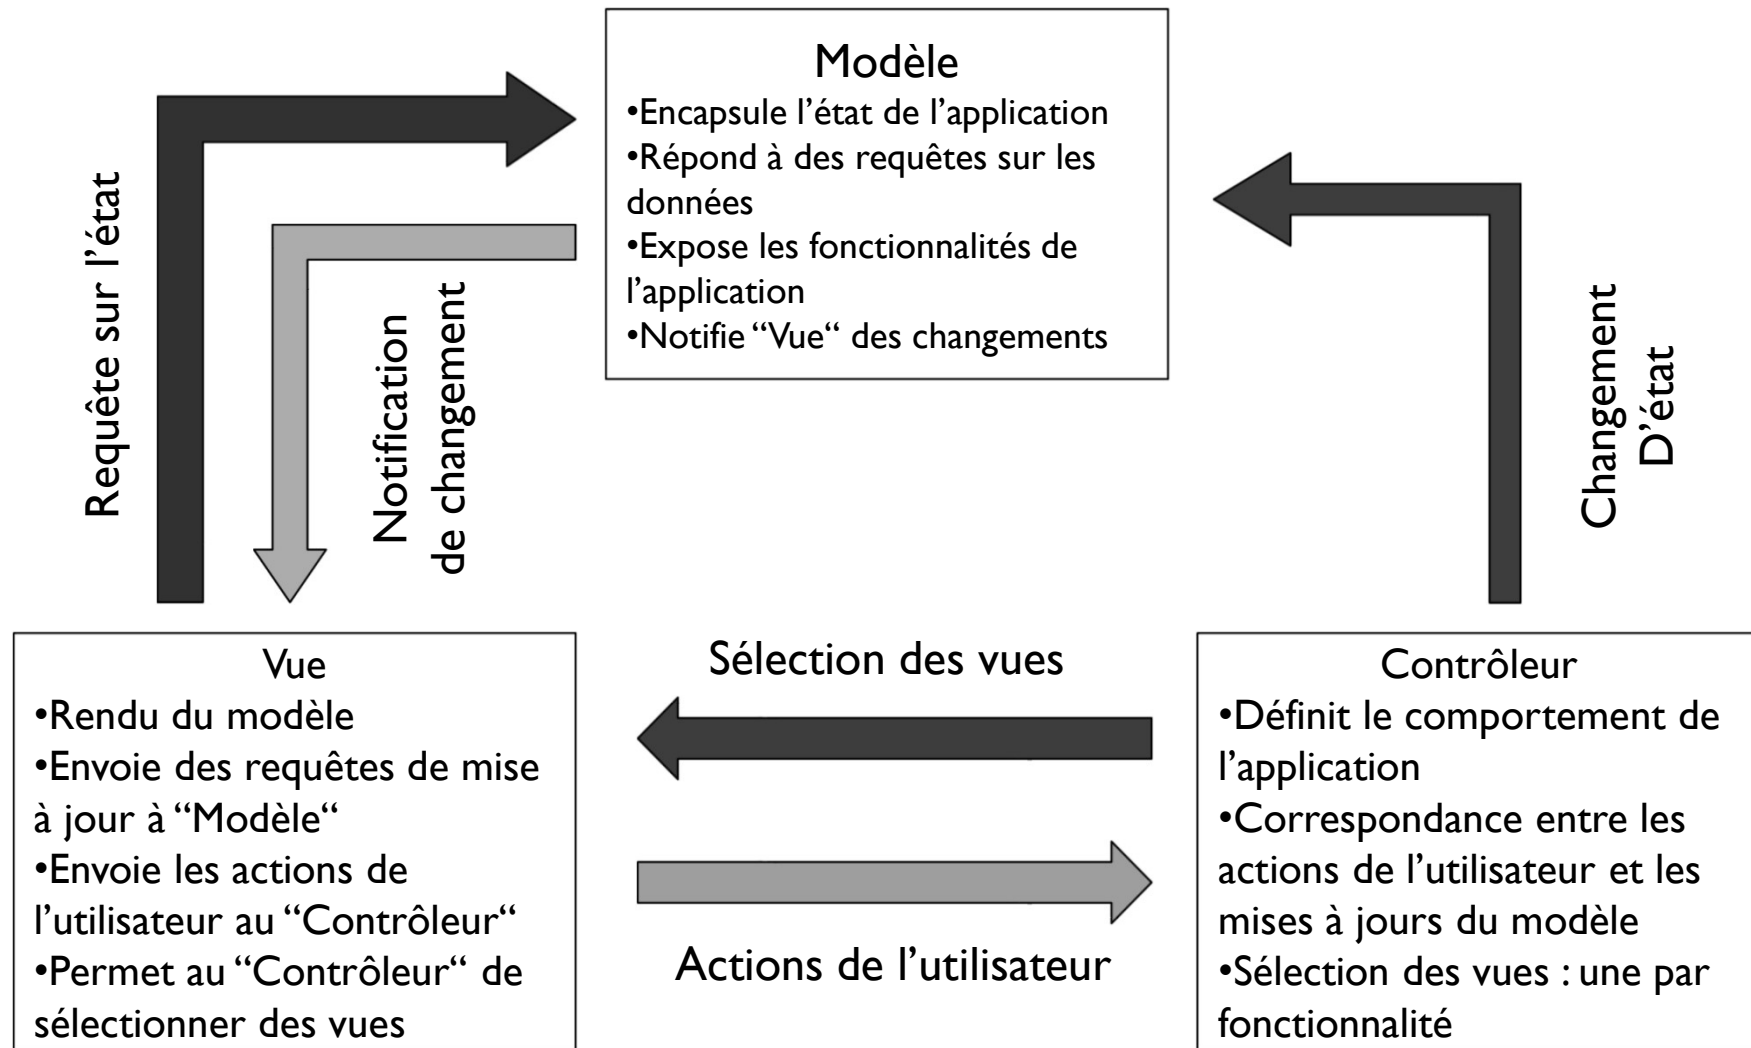 Modèle
•Encapsule l’état de l’application
•Répond à des requêtes sur les
données
•Expose les fonctionnalités de
l’application
•Notifie “Vue“ des changements
Requête sur l’état
Notification
de changement
Changement
D’état
Vue
•Rendu du modèle
•Envoie des requêtes de mise
à jour à “Modèle“
•Envoie les actions de
l’utilisateur au “Contrôleur“
•Permet au “Contrôleur“ de
sélectionner des vues
Sélection des vues
Actions de l’utilisateur
Contrôleur
•Définit le comportement de
l’application
•Correspondance entre les
actions de l’utilisateur et les
mises à jours du modèle
•Sélection des vues : une par
fonctionnalité